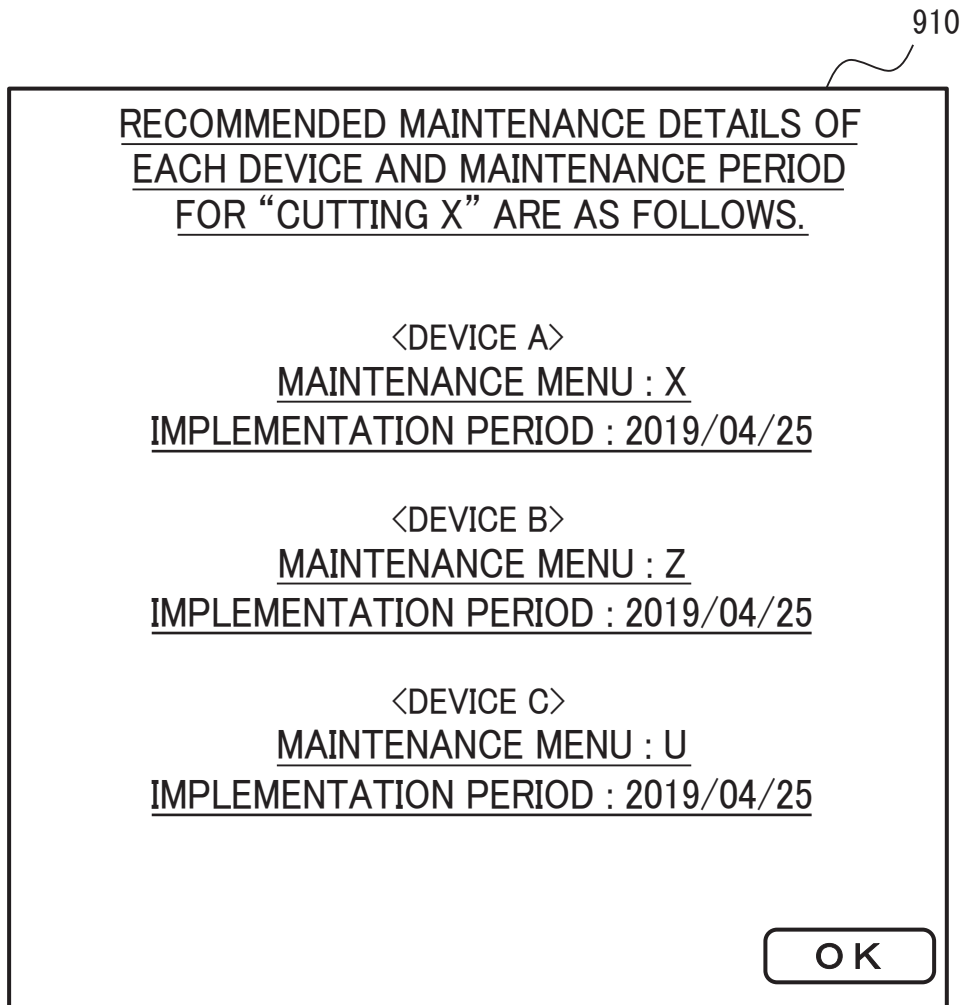 910
RECOMMENDED MAINTENANCE DETAILS OF
EACH DEVICE AND MAINTENANCE PERIOD
FOR “CUTTING X” ARE AS FOLLOWS.
<DEVICE A>
MAINTENANCE MENU : X
IMPLEMENTATION PERIOD : 2019/04/25
<DEVICE B>
MAINTENANCE MENU : Z
IMPLEMENTATION PERIOD : 2019/04/25
<DEVICE C>
MAINTENANCE MENU : U
IMPLEMENTATION PERIOD : 2019/04/25
OK